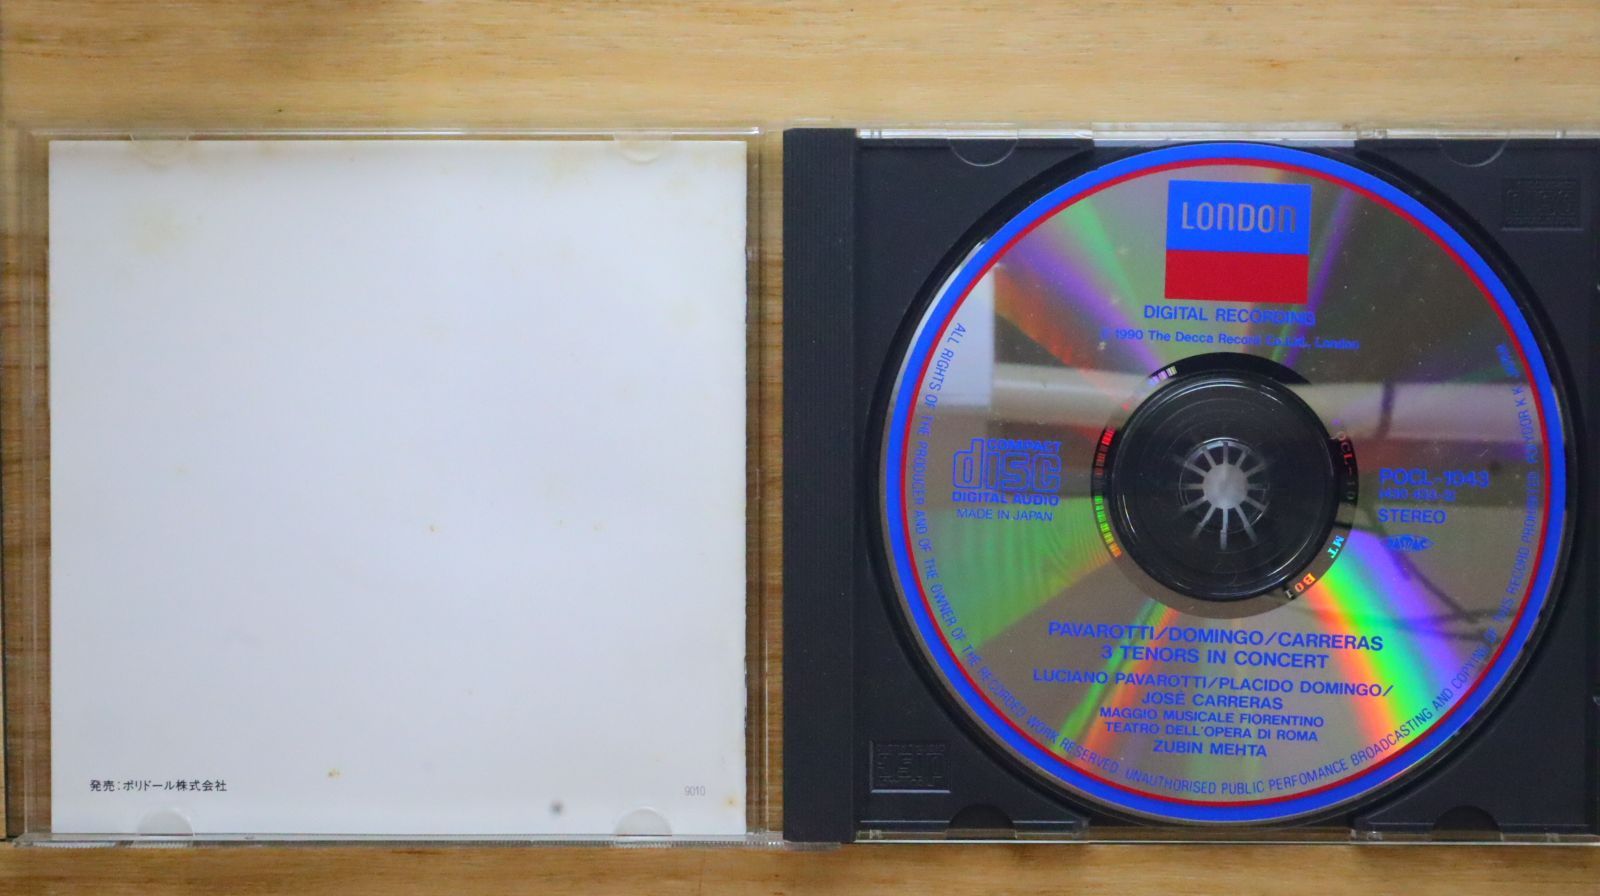 発売：ポリドール株式会社
9010
LONDON
DIGITAL RECORDING
1990 The Decca Record Co.Ltd., London
COMPACT
disc
DIGITAL AUDIO
MADE IN JAPAN
POCL-1043
STEREO
MT B01
PAVAROTTI/DOMINGO/CARRERAS
3 TENORS IN CONCERT
LUCIANO PAVAROTTI/PLACIDO DOMINGO/
JOSÉ CARRERAS
MAGGIO MUSICALE FIORENTINO
TEATRO DELL'OPERA DI ROMA
ZUBIN MEHTA
ALL RIGHTS OF THE PRODUCER AND OF THE OWNER OF THE RECORDED WORK RESERVED. UNAUTHORISED PUBLIC PERFOMANCE BROADCASTING AND COPYING OF THIS RECORD PROHIBITED. POLYDOR K.K.